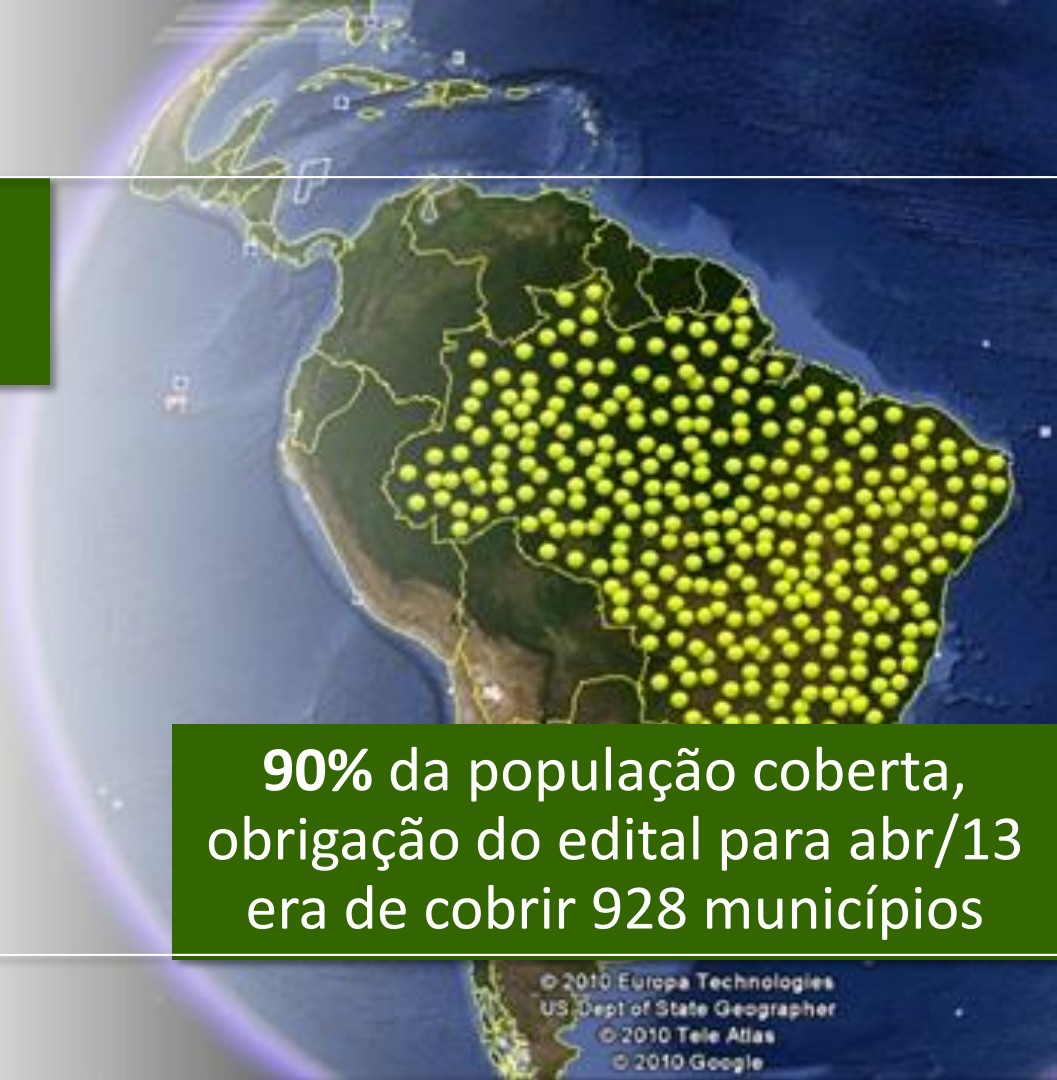 90% da população coberta,
obrigação do edital para abr/13
era de cobrir 928 municípios
© 2010 Europa Technologies
US Dept of State Geographer
© 2010 Tele Atlas
© 2010 Google